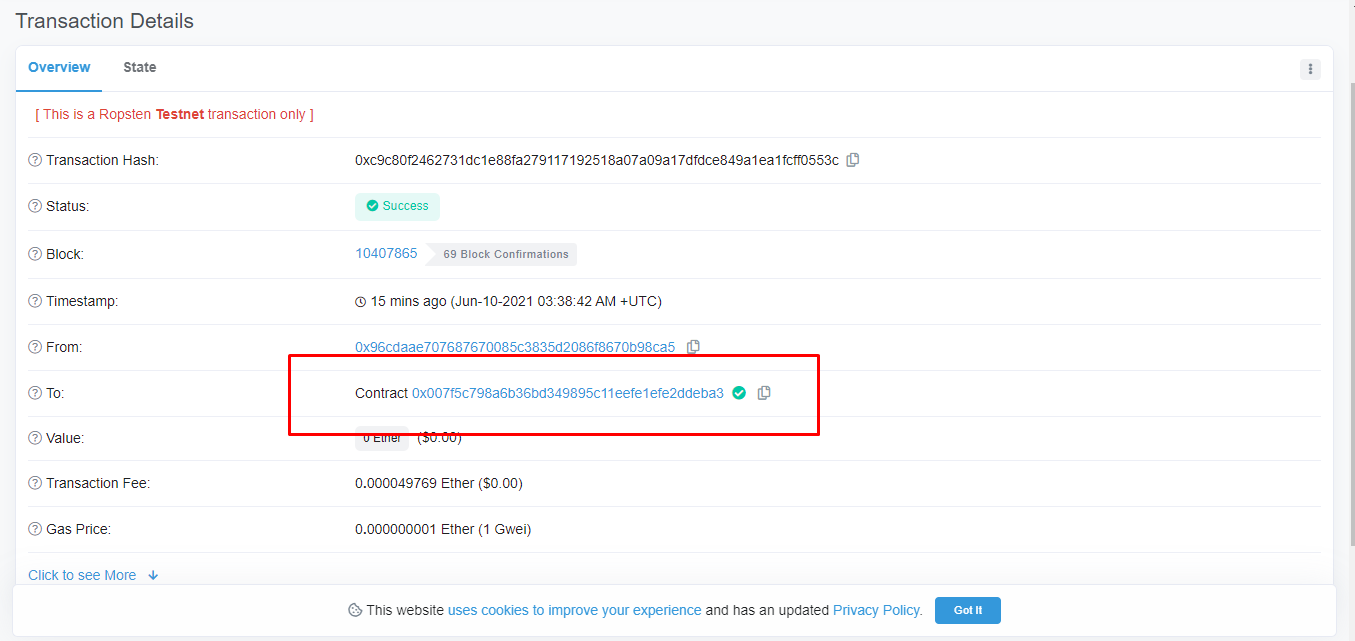 Transaction Details
Overview State
[ This is a Ropsten Testnet transaction only ]
Transaction Hash: 0xc9c80f2462731dc1e88fa279117192518a07a09a17dfdce849a1ea1fcff0553c
Status: Success
Block: 10407865 69 Block Confirmations
Timestamp: 15 mins ago (Jun-10-2021 03:38:42 AM +UTC)
From: 0x96cdaae707687670085c3835d2086f8670b98ca5
To: Contract 0x007f5c798a6b36bd349895c11eefe1efe2ddeba3
Value: 0 Ether ($0.00)
Transaction Fee: 0.000049769 Ether ($0.00)
Gas Price: 0.000000001 Ether (1 Gwei)
Click to see More
This website uses cookies to improve your experience and has an updated Privacy Policy. Got It